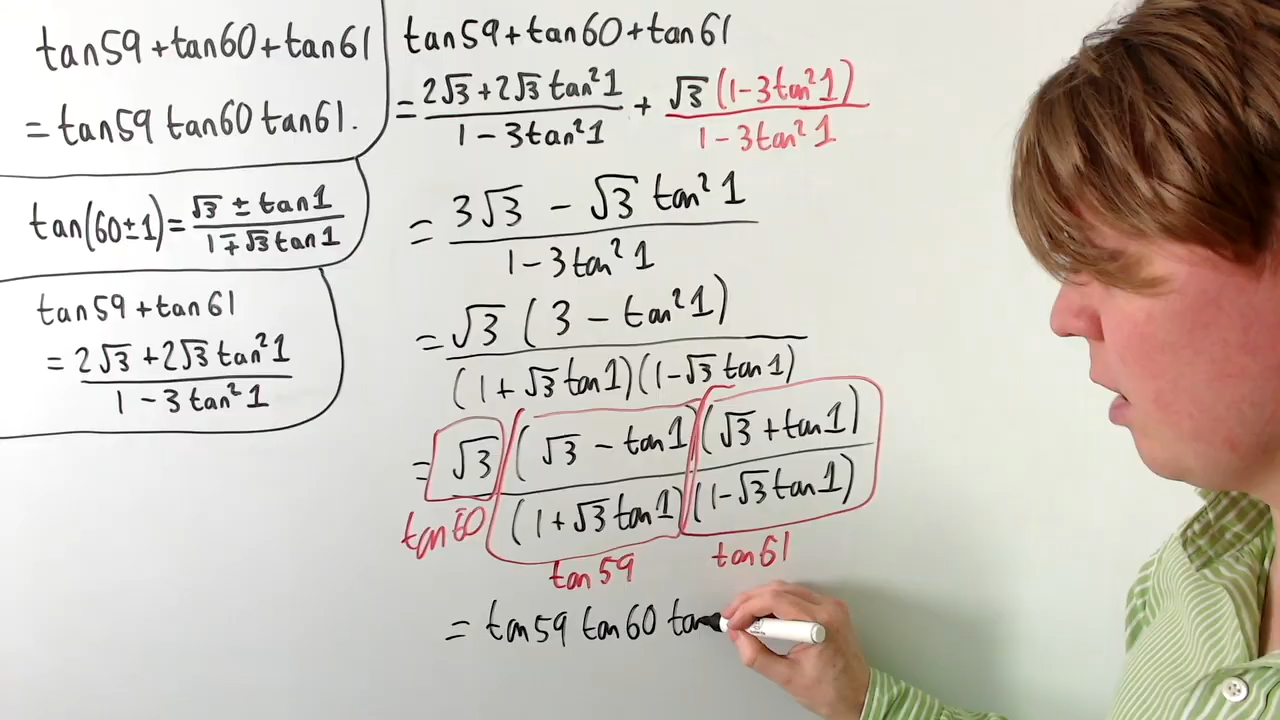 tan59+tan60+tan61
= tan59 tan60 tan61.
tan(60±1)= √3 ± tan1 / 1∓√3 tan1
tan59+tan61
= 2√3+2√3 tan²1 / 1-3tan²1
tan59+tan60+tan61
= 2√3+2√3 tan²1 / 1-3tan²1 + √3(1-3tan²1) / 1-3tan²1
= 3√3 - √3 tan²1 / 1-3tan²1
= √3(3-tan²1) / (1+√3 tan1)(1-√3 tan1)
= √3 (√3-tan1)(√3+tan1) / (1+√3 tan1)(1-√3 tan1)
tan60 tan59 tan61
= tan59 tan60 tan